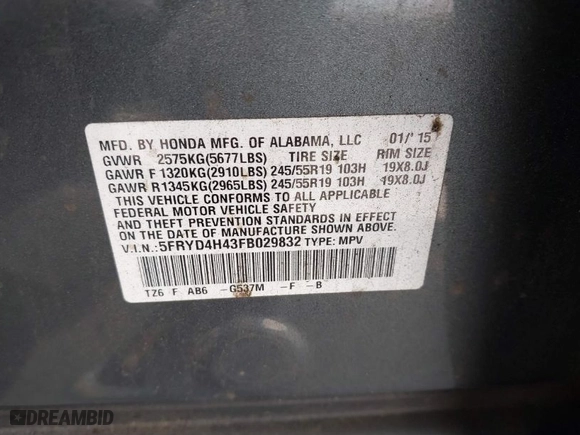 MFD. BY HONDA MFG. OF ALABAMA, LLC 01/'15
GVWR 2575KG(5677LBS) TIRE SIZE RIM SIZE
GAWR F 1320KG(2910LBS) 245/55R19 103H 19X8.0J
GAWR R1345KG(2965LBS) 245/55R19 103H 19X8.0J
THIS VEHICLE CONFORMS TO ALL APPLICABLE
FEDERAL MOTOR VEHICLE SAFETY
AND THEFT PREVENTION STANDARDS IN EFFECT
ON THE DATE OF MANUFACTURE SHOWN ABOVE.
V.I.N.: 5FRYD4H43FB029832 TYPE: MPV
TZ6 F AB6 -G537M -F -B
DREAMBID